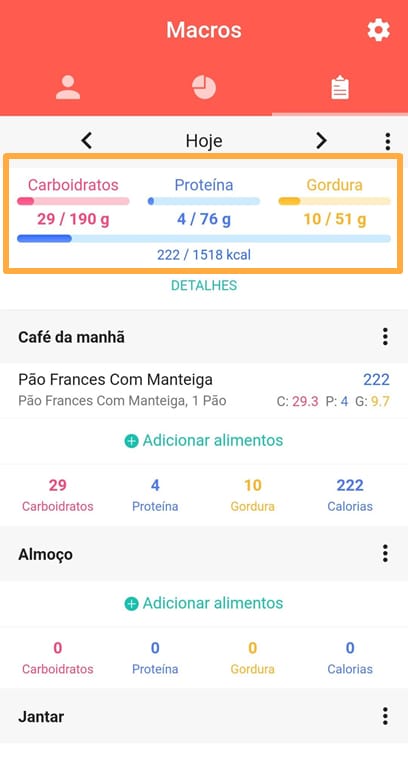 Macros
Hoje
Carboidratos Proteína Gordura
29 / 190 g 4 / 76 g 10 / 51 g
222 / 1518 kcal
DETALHES
Café da manhã
Pão Frances Com Manteiga 222
Pão Frances Com Manteiga, 1 Pão C: 29.3 P: 4 G: 9.7
Adicionar alimentos
29 4 10 222
Carboidratos Proteína Gordura Calorias
Almoço
Adicionar alimentos
0 0 0 0
Carboidratos Proteína Gordura Calorias
Jantar